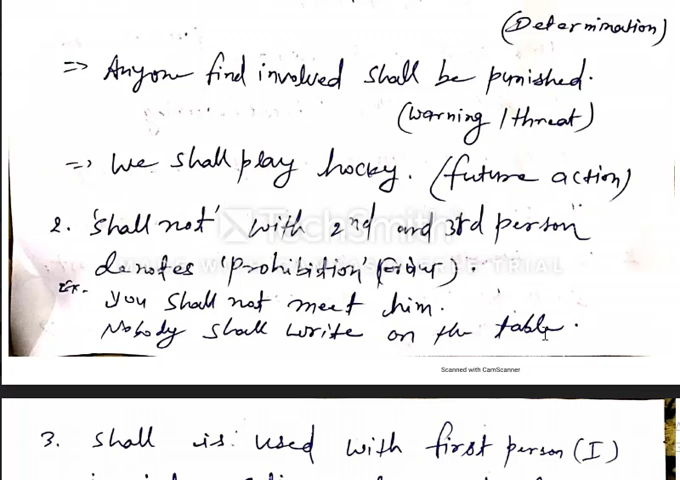 (Determination)
=> Anyone find involved shall be punished.
(warning / threat)
=> We shall play hocky. (future action)
2. 'shall not' with 2nd and 3rd person
TechSmith
denotes 'prohibition' (निषेध).
Ex. you shall not meet him.
Nobody shall write on the table.
Scanned with CamScanner
3. shall is used with first person (I)